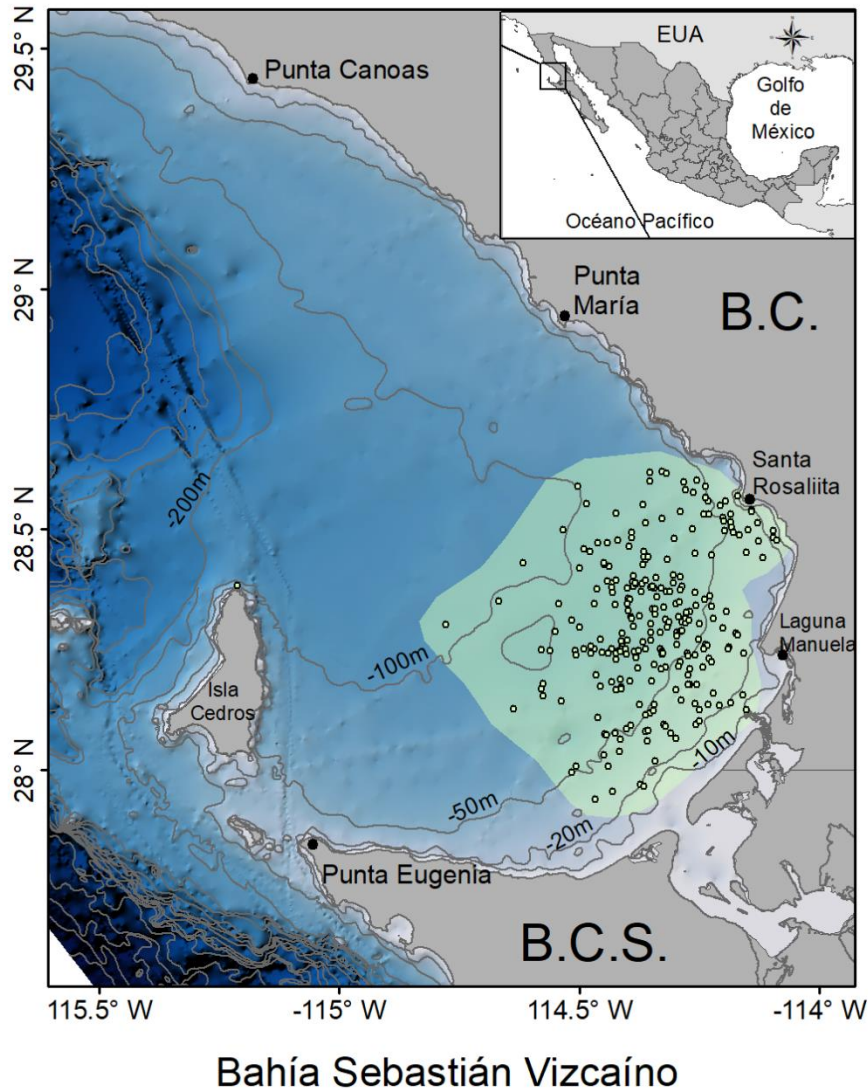 29.5° N
29° N
28.5° N
28° N
115.5° W
-115° W
-114.5° W
-114° W
EUA
Golfo
de
México
Océano Pacífico
Punta Canoas
Punta
María
B.C.
Santa
Rosaliita
-200m
Laguna
Manuela
-100m
Isla
Cedros
-10m
-50m
-20m
Punta Eugenia
B.C.S.
Bahía Sebastián Vizcaíno